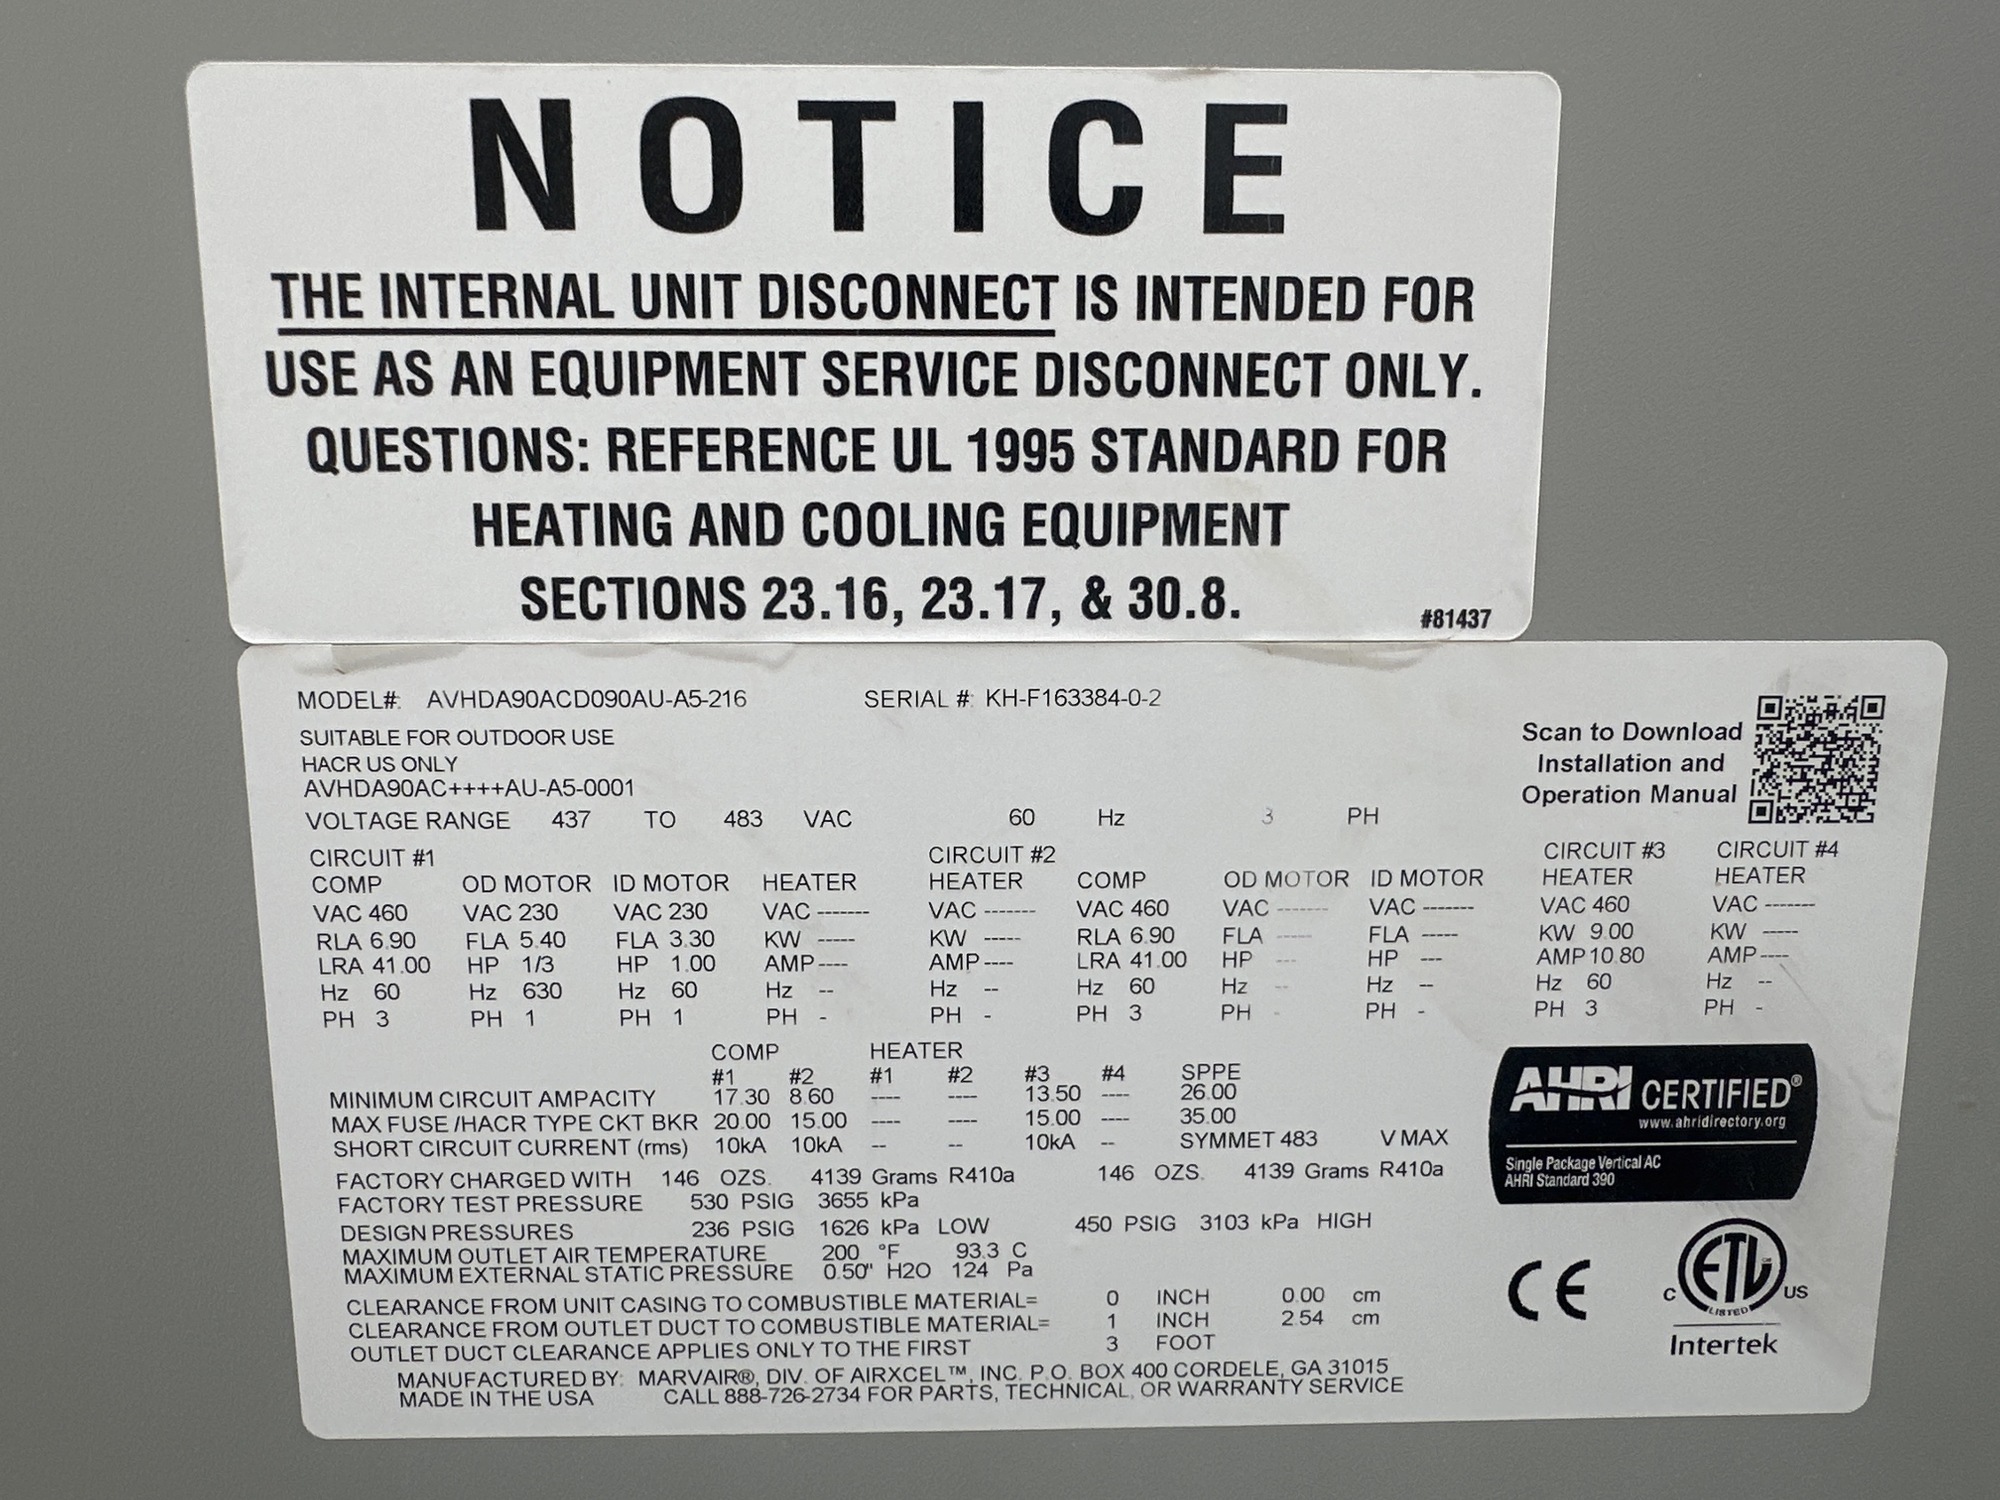 NOTICE
THE INTERNAL UNIT DISCONNECT IS INTENDED FOR
USE AS AN EQUIPMENT SERVICE DISCONNECT ONLY.
QUESTIONS: REFERENCE UL 1995 STANDARD FOR
HEATING AND COOLING EQUIPMENT
SECTIONS 23.16, 23.17, & 30.8.
#81437
MODEL#: AVHDA90ACD090AU-A5-216 SERIAL #: KH-F163384-0-2
SUITABLE FOR OUTDOOR USE
HACR US ONLY
AVHDA90AC++++AU-A5-0001
Scan to Download
Installation and
Operation Manual
VOLTAGE RANGE 437 TO 483 VAC 60 Hz 3 PH
CIRCUIT #1 CIRCUIT #2 CIRCUIT #3 CIRCUIT #4
COMP OD MOTOR ID MOTOR HEATER HEATER COMP OD MOTOR ID MOTOR HEATER HEATER
VAC 460 VAC 230 VAC 230 VAC ------- VAC ------- VAC 460 VAC ------- VAC ------- VAC 460 VAC -------
RLA 6.90 FLA 5.40 FLA 3.30 KW ----- KW ----- RLA 6.90 FLA ----- FLA ----- KW 9.00 KW -----
LRA 41.00 HP 1/3 HP 1.00 AMP ---- AMP ---- LRA 41.00 HP --- HP --- AMP 10.80 AMP ----
Hz 60 Hz 630 Hz 60 Hz -- Hz -- Hz 60 Hz -- Hz -- Hz 60 Hz --
PH 3 PH 1 PH 1 PH - PH - PH 3 PH - PH - PH 3 PH -
COMP HEATER
#1 #2 #1 #2 #3 #4 SPPE
MINIMUM CIRCUIT AMPACITY 17.30 8.60 ---- ---- 13.50 ---- 26.00
MAX FUSE /HACR TYPE CKT BKR 20.00 15.00 ---- ---- 15.00 ---- 35.00
SHORT CIRCUIT CURRENT (rms) 10kA 10kA -- -- 10kA -- SYMMET 483 V MAX
FACTORY CHARGED WITH 146 OZS. 4139 Grams R410a 146 OZS. 4139 Grams R410a
FACTORY TEST PRESSURE 530 PSIG 3655 kPa
DESIGN PRESSURES 236 PSIG 1626 kPa LOW 450 PSIG 3103 kPa HIGH
MAXIMUM OUTLET AIR TEMPERATURE 200 °F 93.3 C
MAXIMUM EXTERNAL STATIC PRESSURE 0.50" H2O 124 Pa
CLEARANCE FROM UNIT CASING TO COMBUSTIBLE MATERIAL= 0 INCH 0.00 cm
CLEARANCE FROM OUTLET DUCT TO COMBUSTIBLE MATERIAL= 1 INCH 2.54 cm
OUTLET DUCT CLEARANCE APPLIES ONLY TO THE FIRST 3 FOOT
MANUFACTURED BY: MARVAIR®, DIV. OF AIRXCEL™, INC. P.O. BOX 400 CORDELE, GA 31015
MADE IN THE USA CALL 888-726-2734 FOR PARTS, TECHNICAL, OR WARRANTY SERVICE
AHRI CERTIFIED®
www.ahridirectory.org
Single Package Vertical AC
AHRI Standard 390
CE
C ETL US
LISTED
Intertek